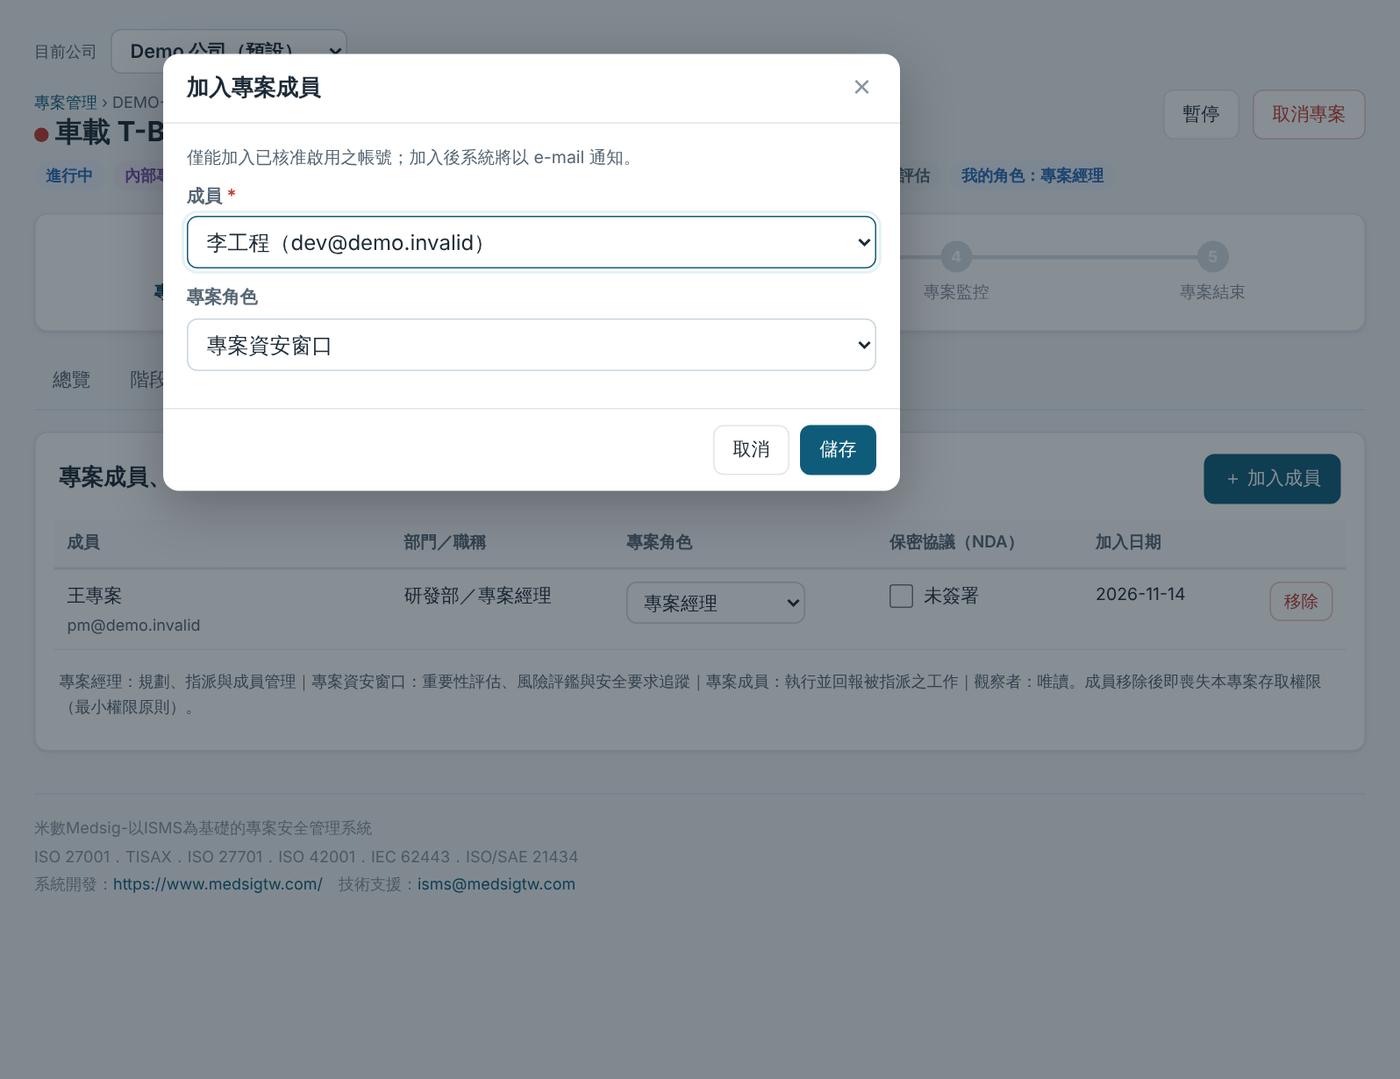 目前公司 Demo 公司（預設）
加入專案成員
專案管理 › DEMO-
車載 T-B
暫停 取消專案
僅能加入已核准啟用之帳號；加入後系統將以 e-mail 通知。
進行中 內部專 評估 我的角色：專案經理
成員 *
李工程（dev@demo.invalid）
4 5
專案監控 專案結束
專案角色
專案資安窗口
總覽 階段
取消 儲存
專案成員、
＋ 加入成員
成員 部門／職稱 專案角色 保密協議（NDA） 加入日期
王專案 研發部／專案經理 專案經理 未簽署 2026-11-14 移除
pm@demo.invalid
專案經理：規劃、指派與成員管理｜專案資安窗口：重要性評估、風險評鑑與安全要求追蹤｜專案成員：執行並回報被指派之工作｜觀察者：唯讀。成員移除後即喪失本專案存取權限
（最小權限原則）。
米數Medsig-以ISMS為基礎的專案安全管理系統
ISO 27001．TISAX．ISO 27701．ISO 42001．IEC 62443．ISO/SAE 21434
系統開發：https://www.medsigtw.com/ 技術支援：isms@medsigtw.com